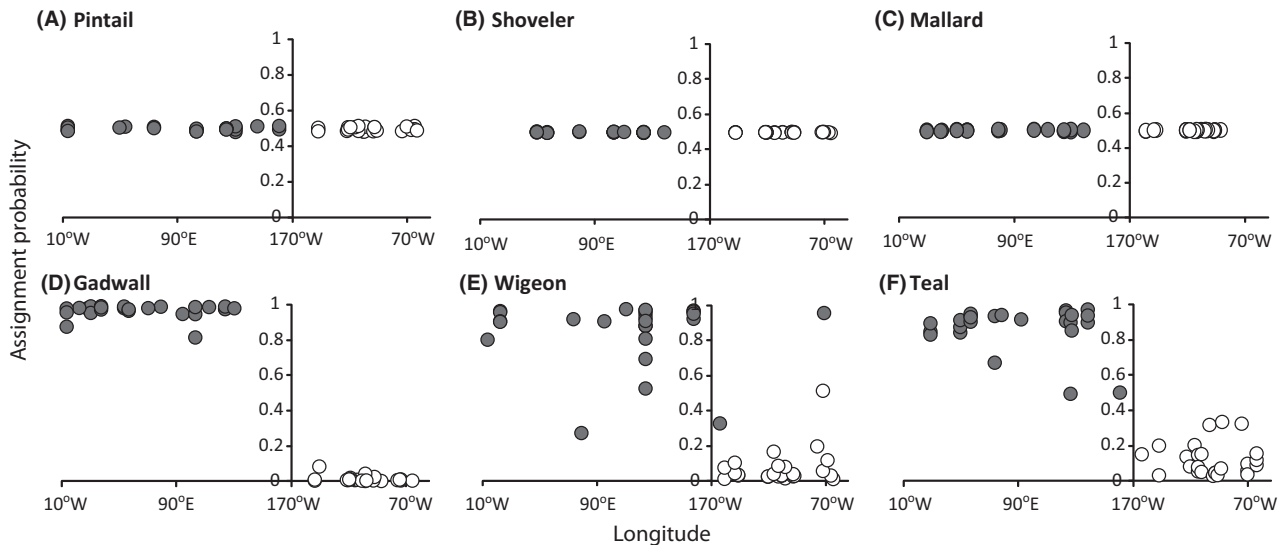 (A) Pintail
(B) Shoveler
(C) Mallard
1
0.8
0.6
0.4
0.2
0
10°W 90°E 170°W 70°W
1
0.8
0.6
0.4
0.2
0
10°W 90°E 170°W 70°W
1
0.8
0.6
0.4
0.2
0
10°W 90°E 170°W 70°W
Assignment probability
(D) Gadwall
(E) Wigeon
(F) Teal
1
0.8
0.6
0.4
0.2
0
10°W 90°E 170°W 70°W
1
0.8
0.6
0.4
0.2
0
10°W 90°E 170°W 70°W
1
0.8
0.6
0.4
0.2
0
10°W 90°E 170°W 70°W
Longitude